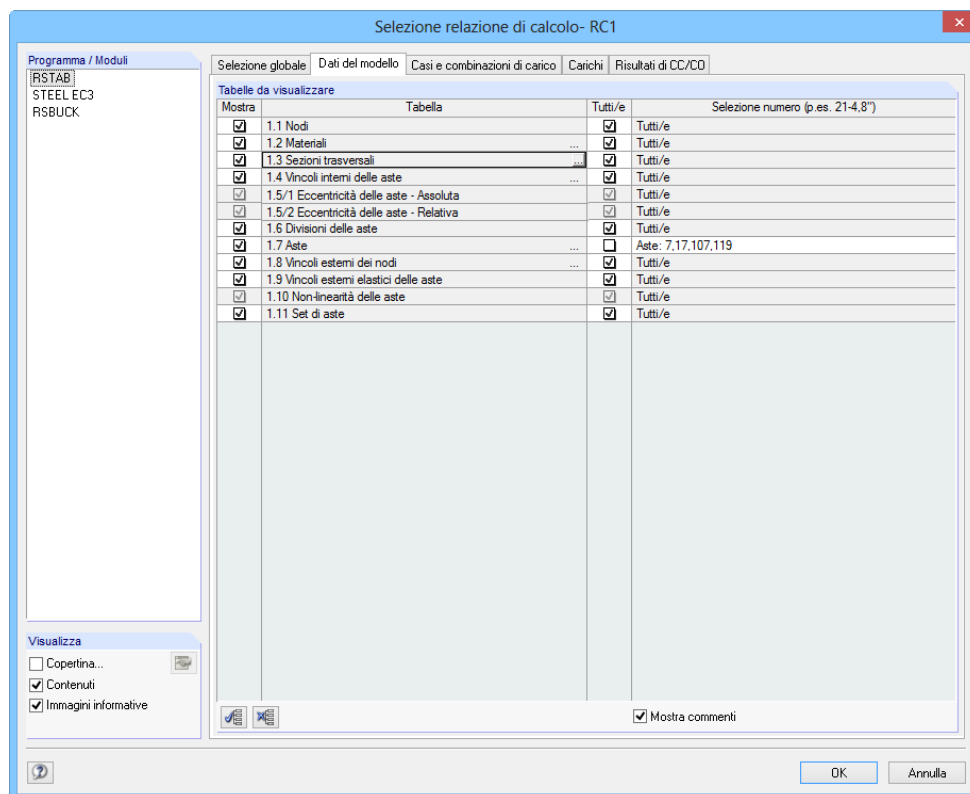 Selezione relazione di calcolo- RC1
Programma / Moduli
RSTAB
STEEL EC3
RSBUCK
Selezione globale Dati del modello Casi e combinazioni di carico Carichi Risultati di CC/CO
Tabelle da visualizzare
Mostra Tabella Tutti/e Selezione numero (p.es. 21-4,8")
1.1 Nodi Tutti/e
1.2 Materiali ... Tutti/e
1.3 Sezioni trasversali ... Tutti/e
1.4 Vincoli interni delle aste ... Tutti/e
1.5/1 Eccentricità delle aste - Assoluta Tutti/e
1.5/2 Eccentricità delle aste - Relativa Tutti/e
1.6 Divisioni delle aste Tutti/e
1.7 Aste ... Aste: 7,17,107,119
1.8 Vincoli esterni dei nodi ... Tutti/e
1.9 Vincoli esterni elastici delle aste Tutti/e
1.10 Non-linearità delle aste Tutti/e
1.11 Set di aste Tutti/e
Visualizza
Copertina...
Contenuti
Immagini informative
Mostra commenti
OK Annulla